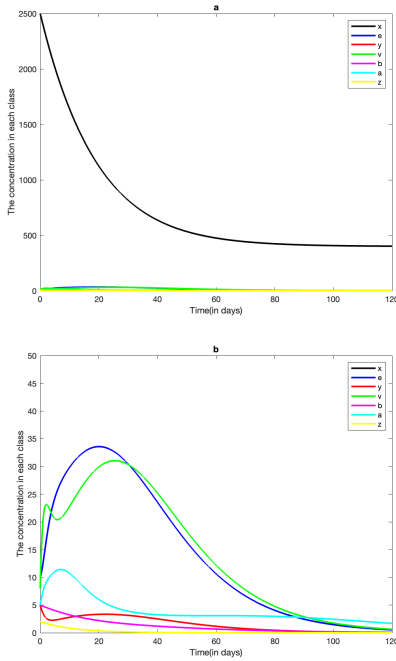 a
The concentration in each class
2500
2000
1500
1000
500
0
0 20 40 60 80 100 120
Time(in days)
x
e
y
v
b
a
z
b
The concentration in each class
50
45
40
35
30
25
20
15
10
5
0
0 20 40 60 80 100 120
Time(in days)
x
e
y
v
b
a
z